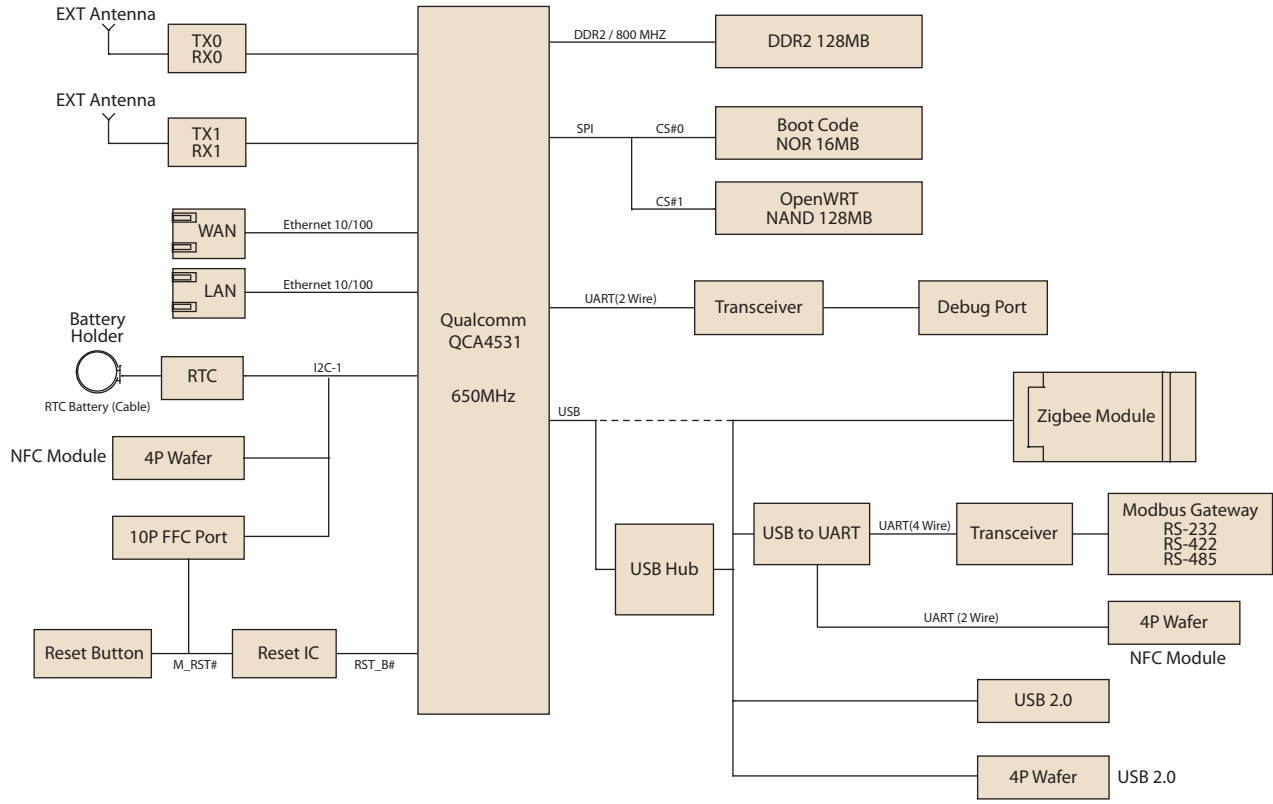 EXT Antenna
TX0
RX0
EXT Antenna
TX1
RX1
WAN
Ethernet 10/100
LAN
Ethernet 10/100
Battery
Holder
RTC
I2C-1
RTC Battery (Cable)
NFC Module
4P Wafer
10P FFC Port
Reset Button
M_RST#
Reset IC
RST_B#
Qualcomm
QCA4531
650MHz
DDR2 / 800 MHZ
DDR2 128MB
SPI
CS#0
Boot Code
NOR 16MB
CS#1
OpenWRT
NAND 128MB
UART(2 Wire)
Transceiver
Debug Port
USB
Zigbee Module
USB Hub
USB to UART
UART(4 Wire)
Transceiver
Modbus Gateway
RS-232
RS-422
RS-485
UART (2 Wire)
4P Wafer
NFC Module
USB 2.0
4P Wafer
USB 2.0